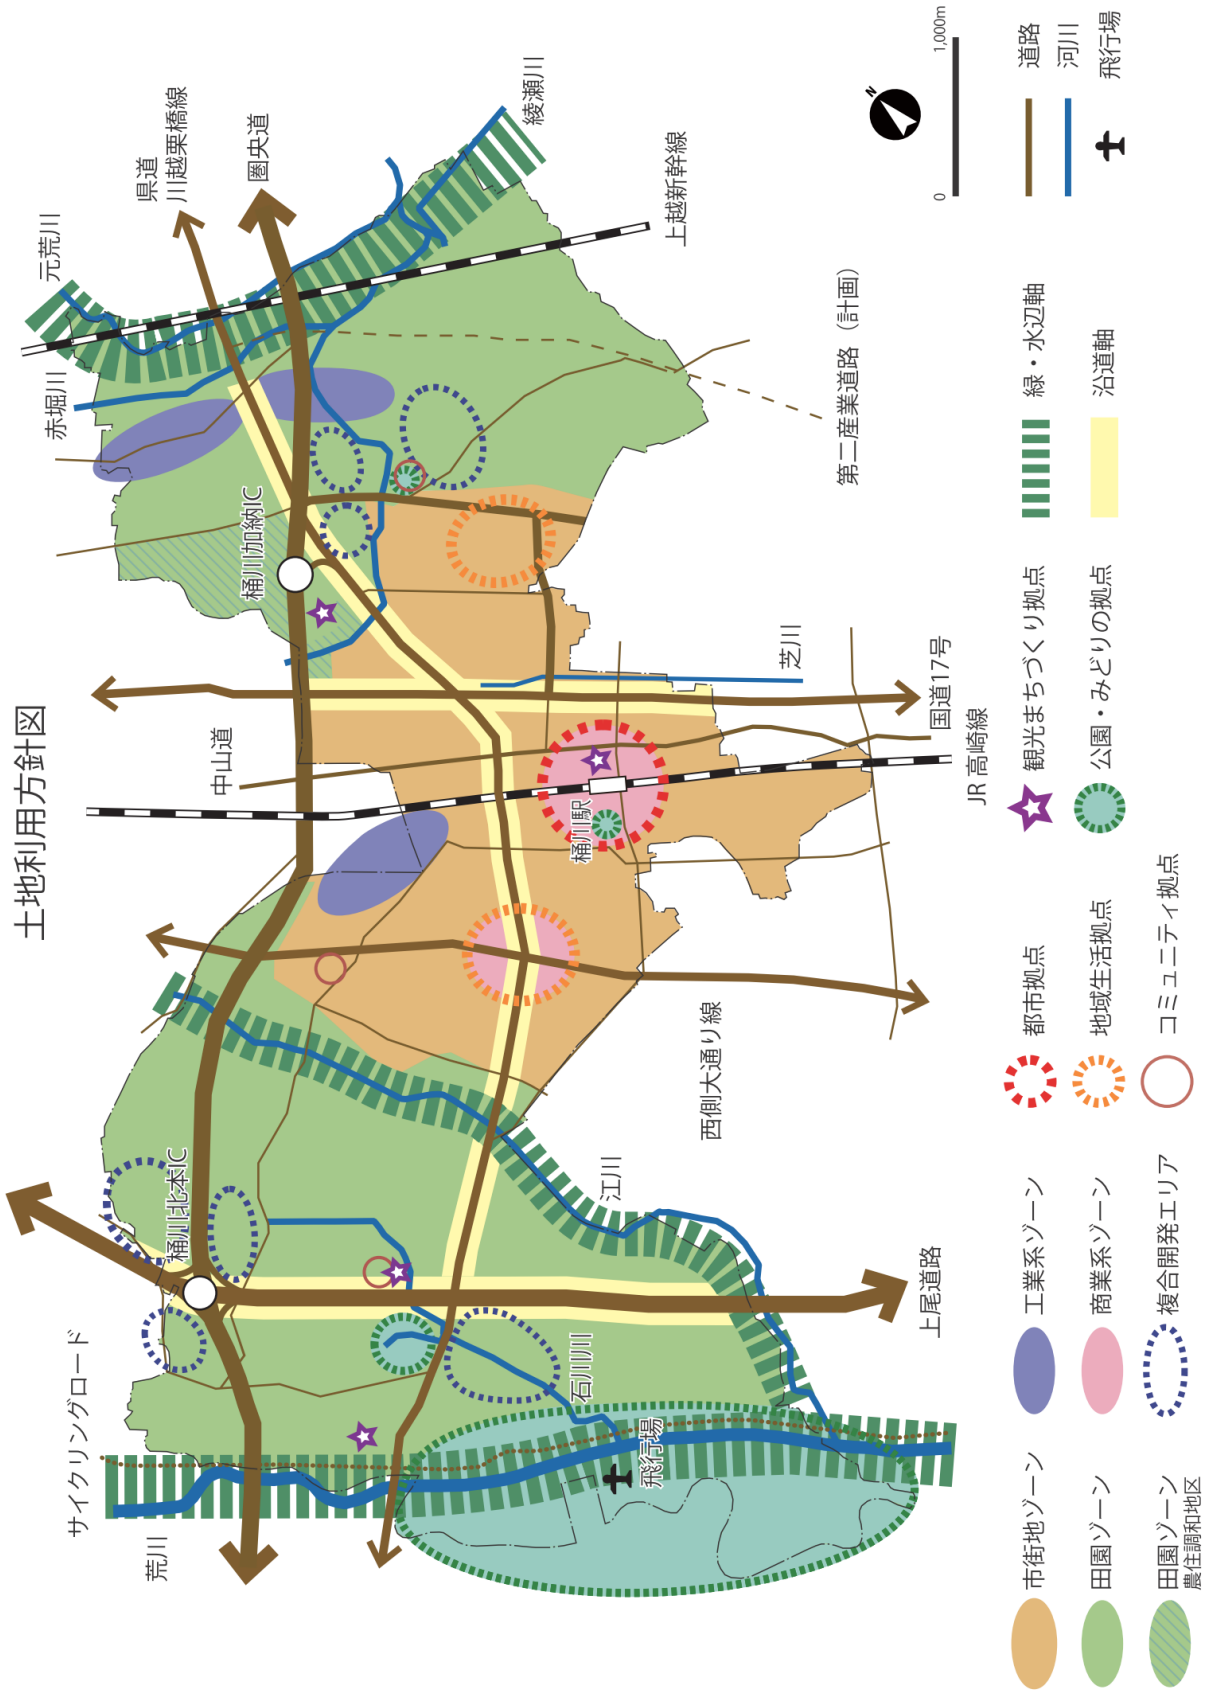 土地利用方針図
元荒川
県道
川越栗橋線
圏央道
綾瀬川
赤堀川
上越新幹線
桶川加納IC
第二産業道路（計画）
中山道
芝川
国道17号
JR高崎線
桶川駅
西側大通り線
桶川北本IC
江川
上尾道路
サイクリングロード
荒川
石川川
飛行場
N
0
1,000m
市街地ゾーン
田園ゾーン
田園ゾーン
農住調和地区
工業系ゾーン
商業系ゾーン
複合開発エリア
都市拠点
地域生活拠点
コミュニティ拠点
観光まちづくり拠点
公園・みどりの拠点
緑・水辺軸
沿道軸
道路
河川
飛行場